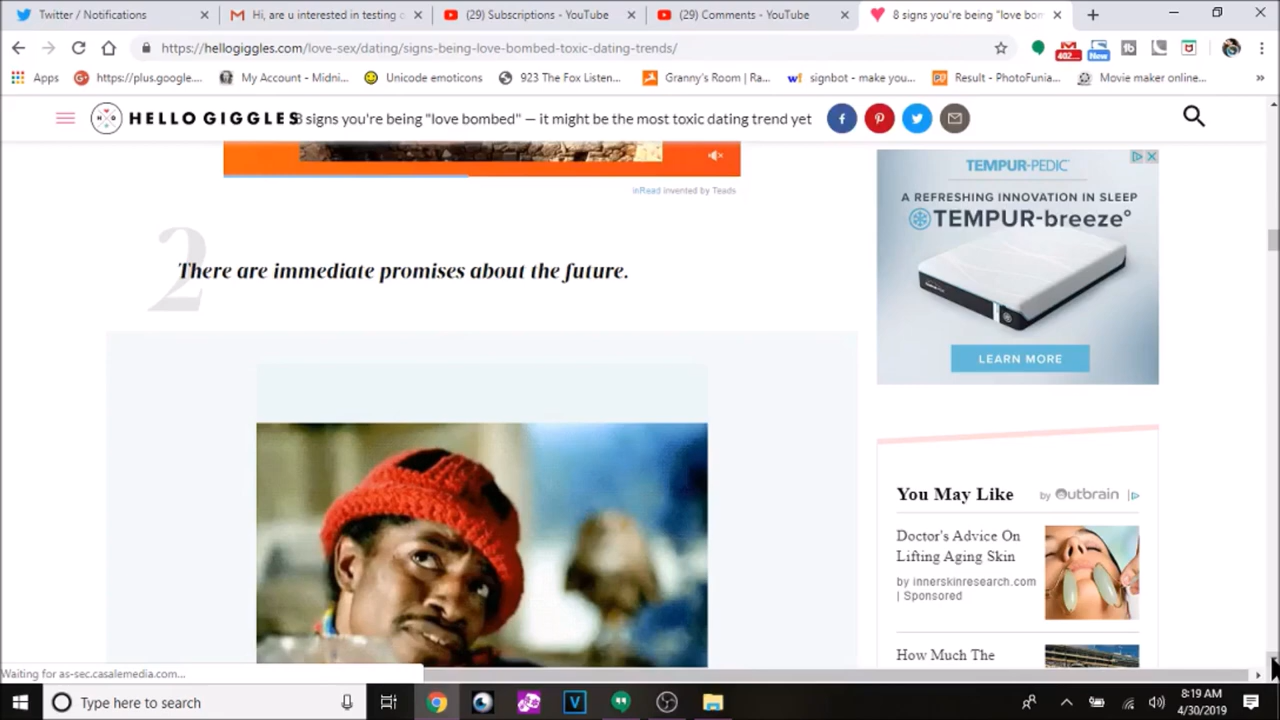 Twitter / Notifications
Hi, are u interested in testing c
(29) Subscriptions - YouTube
(29) Comments - YouTube
8 signs you're being "love bom
https://hellogiggles.com/love-sex/dating/signs-being-love-bombed-toxic-dating-trends/
402...
New
Apps
https://plus.google....
My Account - Midni...
Unicode emoticons
923 The Fox Listen...
Granny's Room | Ra...
w! signbot - make you...
Result - PhotoFunia...
Movie maker online...
HELLO GIGGLES
8 signs you're being "love bombed" — it might be the most toxic dating trend yet
inRead invented by Teads
2
There are immediate promises about the future.
TEMPUR-PEDIC
A REFRESHING INNOVATION IN SLEEP
TEMPUR-breeze°
LEARN MORE
You May Like
by Outbrain
Doctor's Advice On
Lifting Aging Skin
by innerskinresearch.com
| Sponsored
How Much The
Waiting for as-sec.casalemedia.com...
Type here to search
8:19 AM
4/30/2019